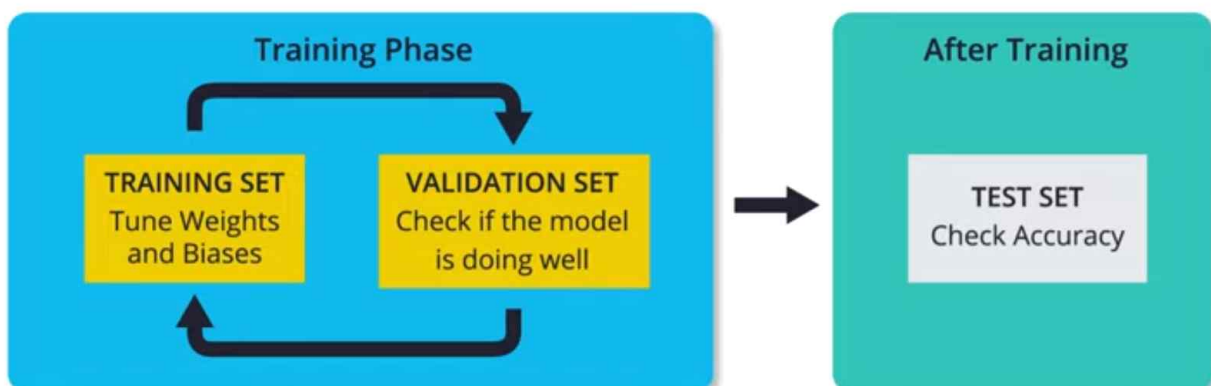 Training Phase
TRAINING SET
Tune Weights
and Biases
VALIDATION SET
Check if the model
is doing well
After Training
TEST SET
Check Accuracy